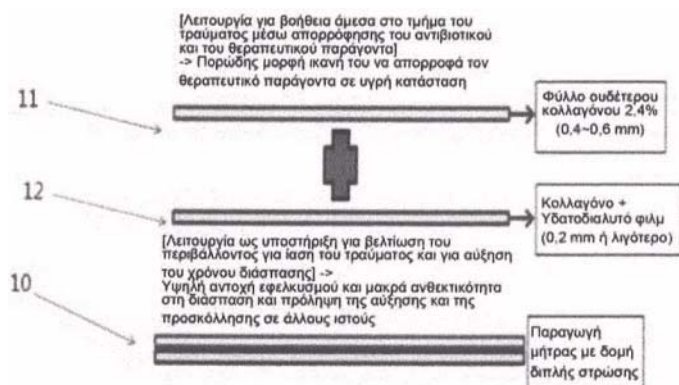 [Λειτουργία για βοήθεια άμεσα στο τμήμα του
τραύματος μέσω απορρόφησης του αντιβιοτικού
και του θεραπευτικού παράγοντα]
-> Πορώδης μορφή ικανή του να απορροφά τον
θεραπευτικό παράγοντα σε υγρή κατάσταση
11
Φύλλο ουδέτερου
κολλαγόνου 2,4%
(0,4~0,6 mm)
12
Κολλαγόνο +
Υδατοδιαλυτό φιλμ
(0,2 mm ή λιγότερο)
[Λειτουργία ως υποστήριξη για βελτίωση του
περιβάλλοντος για ίαση του τραύματος και για αύξηση
του χρόνου διάσπασης] ->
Υψηλή αντοχή εφελκυσμού και μακρά ανθεκτικότητα
στη διάσπαση και πρόληψη της αύξησης και της
προσκόλλησης σε άλλους ιστούς
10
Παραγωγή
μήτρας με δομή
διπλής στρώσης